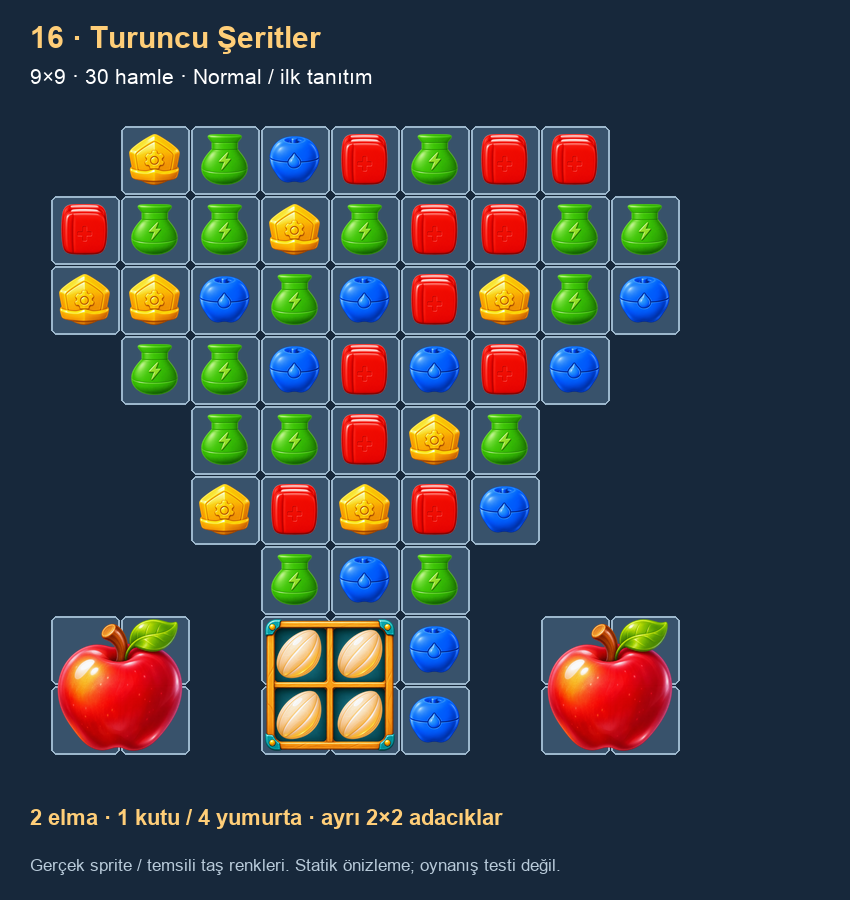 16 · Turuncu Şeritler
9×9 · 30 hamle · Normal / ilk tanıtım
2 elma · 1 kutu / 4 yumurta · ayrı 2×2 adacıklar
Gerçek sprite / temsili taş renkleri. Statik önizleme; oynanış testi değil.